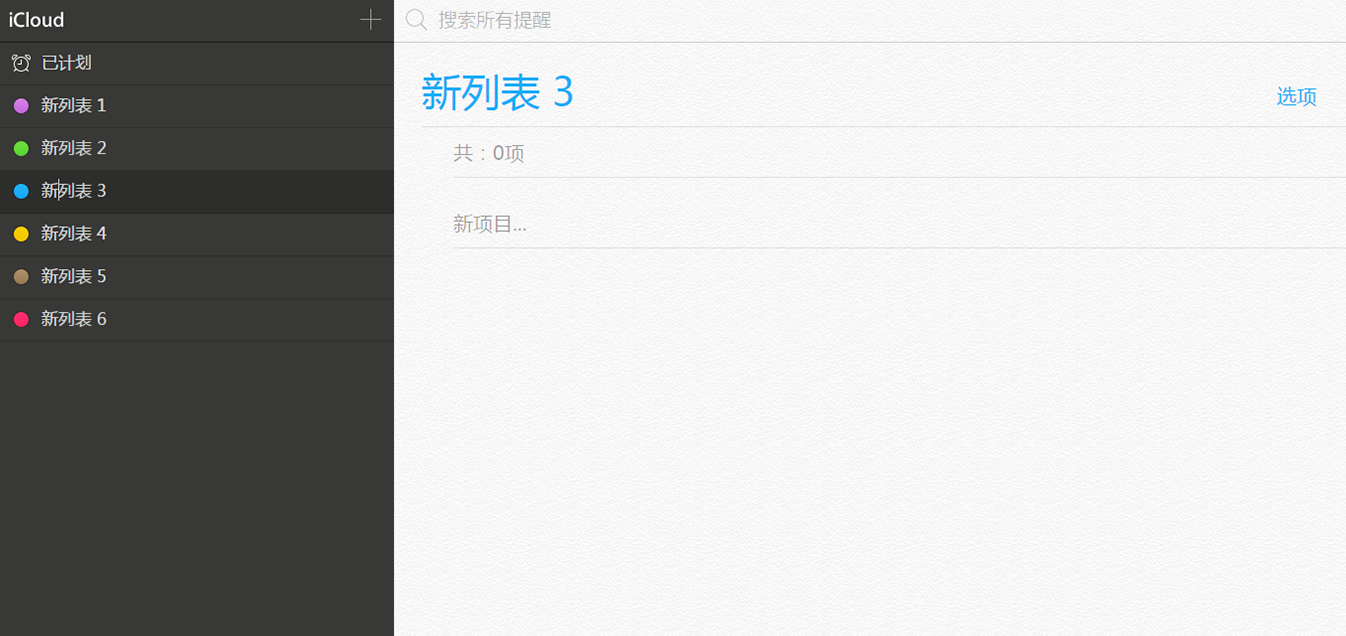 iCloud
已计划
新列表 1
新列表 2
新列表 3
新列表 4
新列表 5
新列表 6
搜索所有提醒
新列表 3
选项
共：0项
新项目...